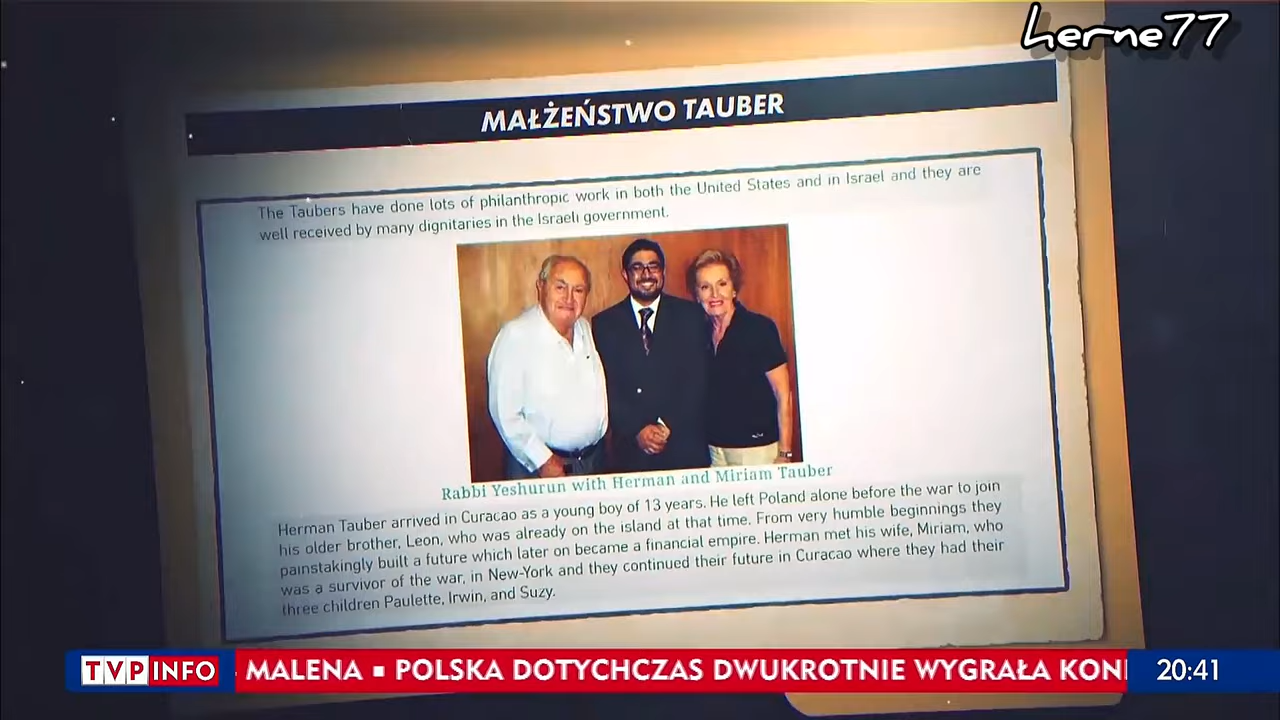 herne77
MAŁŻEŃSTWO TAUBER
The Taubers have done lots of philanthropic work in both the United States and in Israel and they are
well received by many dignitaries in the Israeli government.
Rabbi Yeshurun with Herman and Miriam Tauber
Herman Tauber arrived in Curacao as a young boy of 13 years. He left Poland alone before the war to join
his older brother, Leon, who was already on the island at that time. From very humble beginnings they
painstakingly built a future which later on became a financial empire. Herman met his wife, Miriam, who
was a survivor of the war, in New-York and they continued their future in Curacao where they had their
three children Paulette, Irwin, and Suzy.
TVP INFO MALENA ▪ POLSKA DOTYCHCZAS DWUKROTNIE WYGRAŁA KON 20:41